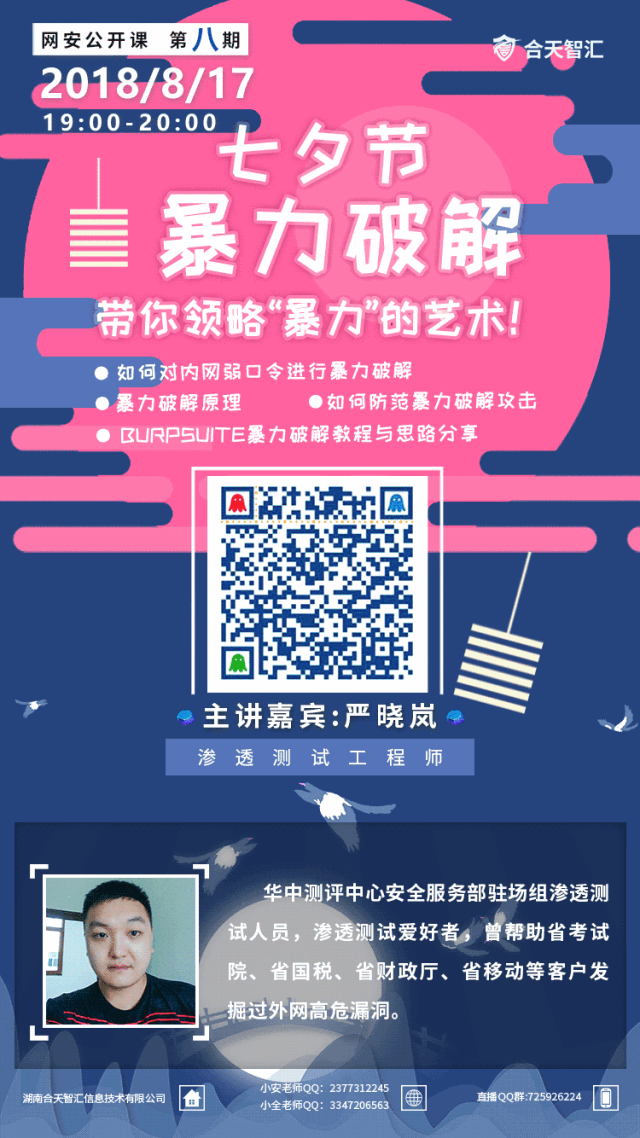 网安公开课 第八期
合天智汇
2018/8/17
19:00-20:00
七夕节
暴力破解
带你领略“暴力”的艺术!
如何对内网弱口令进行暴力破解
暴力破解原理 如何防范暴力破解攻击
BURPSUITE暴力破解教程与思路分享
主讲嘉宾:严晓岚
渗透测试工程师
华中测评中心安全服务部驻场组渗透测
试人员，渗透测试爱好者，曾帮助省考试
院、省国税、省财政厅、省移动等客户发
掘过外网高危漏洞。
湖南合天智汇信息技术有限公司
小安老师QQ：2377312245
小全老师QQ：3347206563
直播QQ群:725926224